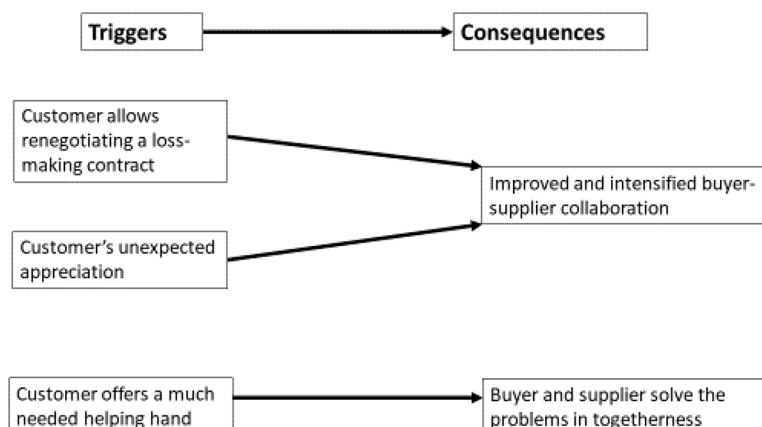 Triggers
Consequences
Customer allows
renegotiating a loss-
making contract
Improved and intensified buyer-
supplier collaboration
Customer's unexpected
appreciation
Customer offers a much
needed helping hand
Buyer and supplier solve the
problems in togetherness